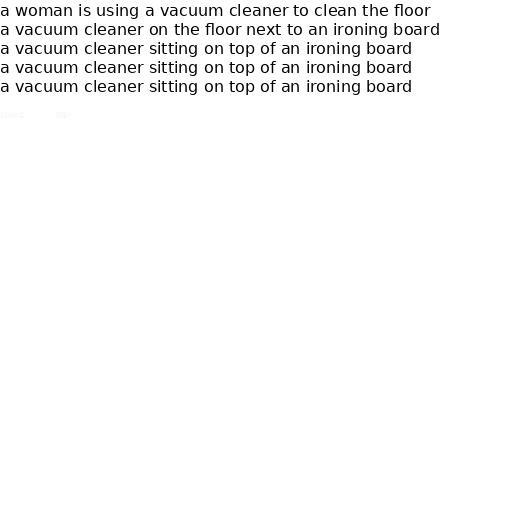 a woman is using a vacuum cleaner to clean the floor
a vacuum cleaner on the floor next to an ironing board
a vacuum cleaner sitting on top of an ironing board
a vacuum cleaner sitting on top of an ironing board
a vacuum cleaner sitting on top of an ironing board